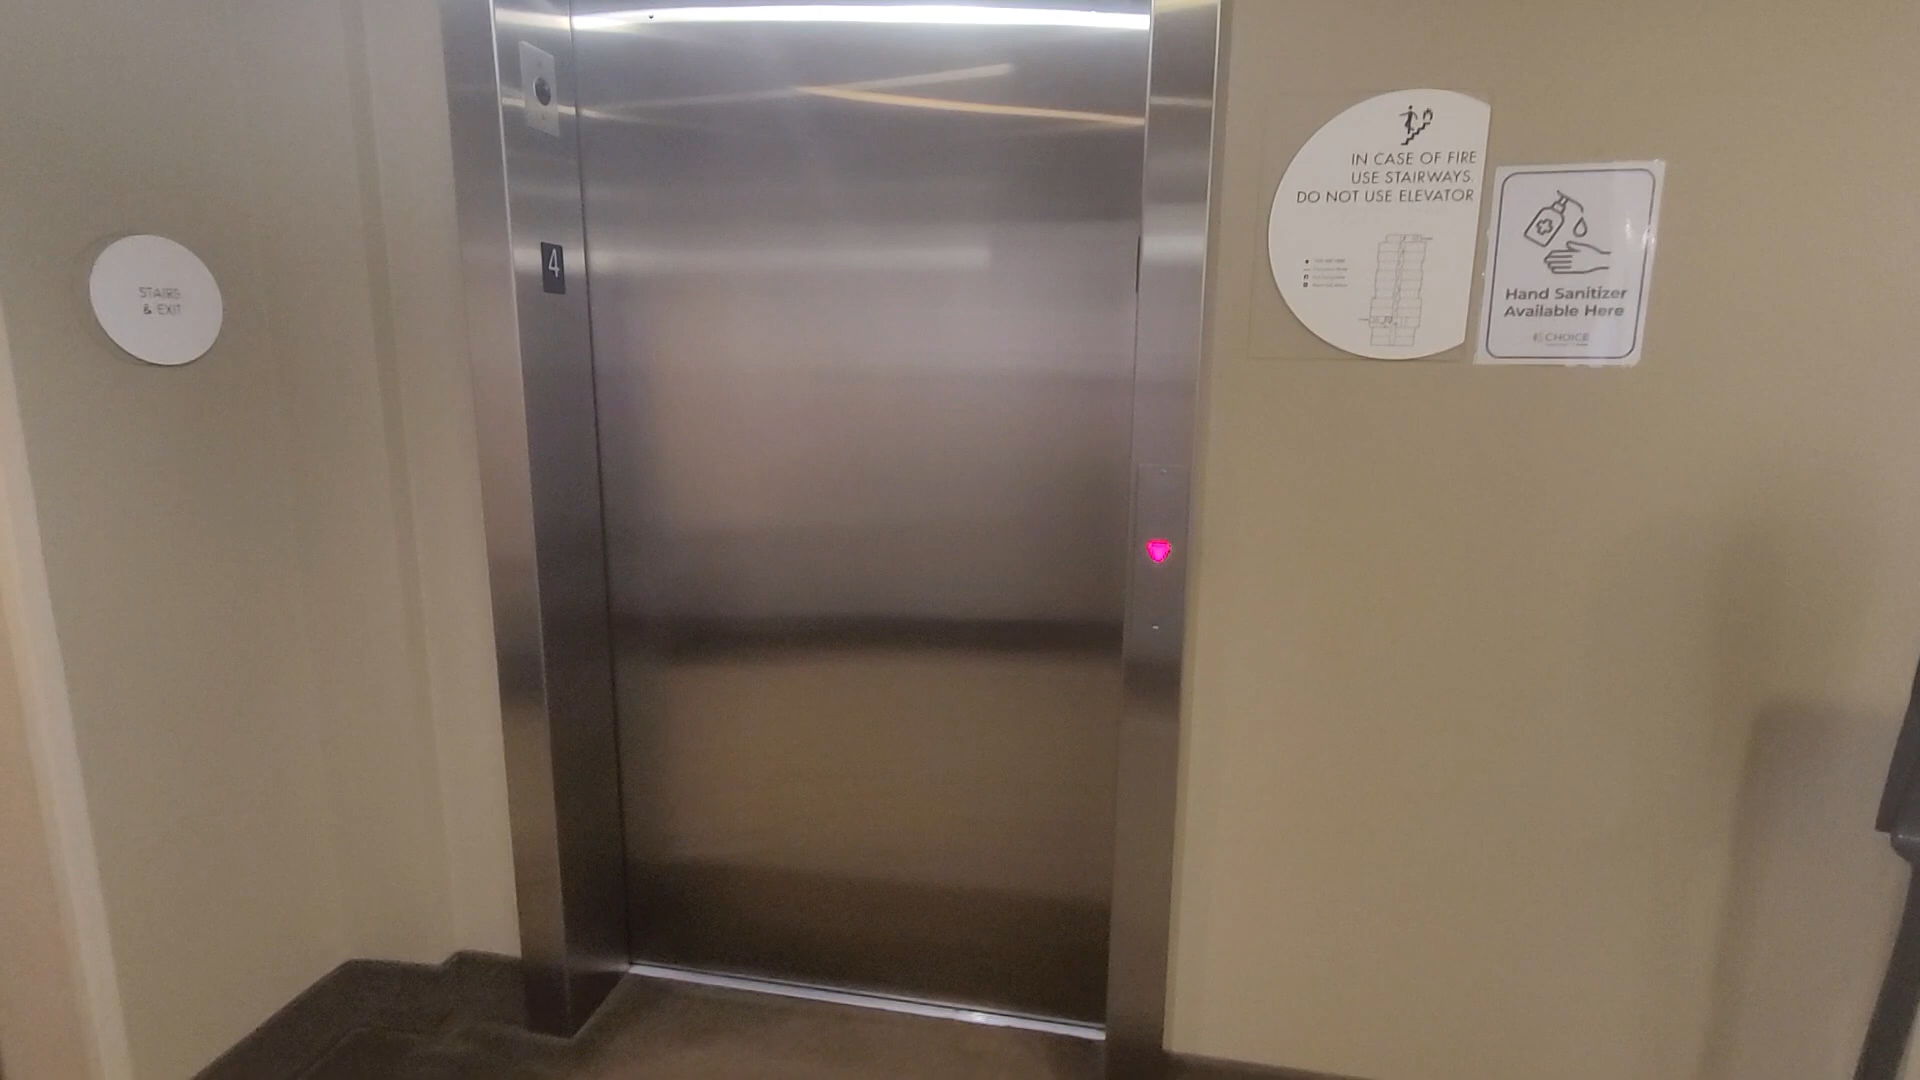 STAIRS
& EXIT
4
IN CASE OF FIRE
USE STAIRWAYS.
DO NOT USE ELEVATOR
Hand Sanitizer
Available Here
CHOICE